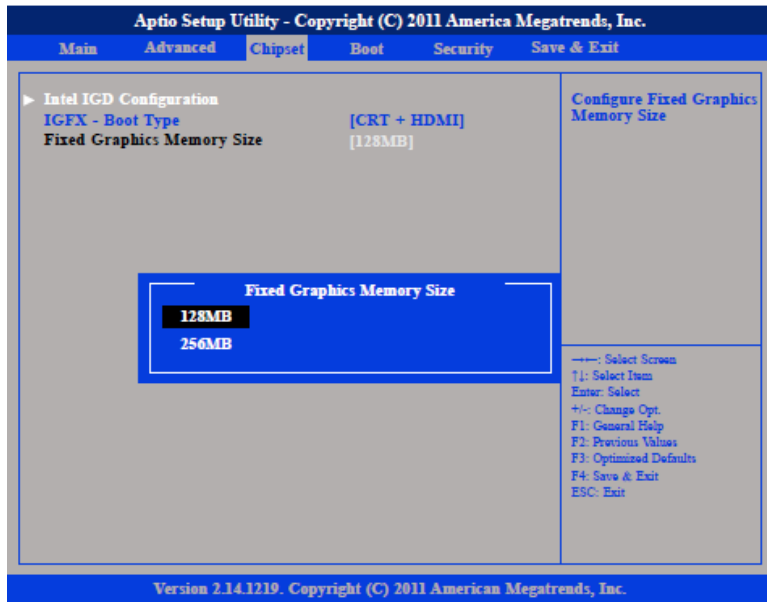 Aptio Setup Utility - Copyright (C) 2011 America Megatrends, Inc.
Main Advanced Chipset Boot Security Save & Exit
▶ Intel IGD Configuration
IGFX - Boot Type [CRT + HDMI]
Fixed Graphics Memory Size [128MB]
Configure Fixed Graphics
Memory Size
Fixed Graphics Memory Size
128MB
256MB
→←: Select Screen
↑↓: Select Item
Enter: Select
+/-: Change Opt.
F1: General Help
F2: Previous Values
F3: Optimized Defaults
F4: Save & Exit
ESC: Exit
Version 2.14.1219. Copyright (C) 2011 American Megatrends, Inc.